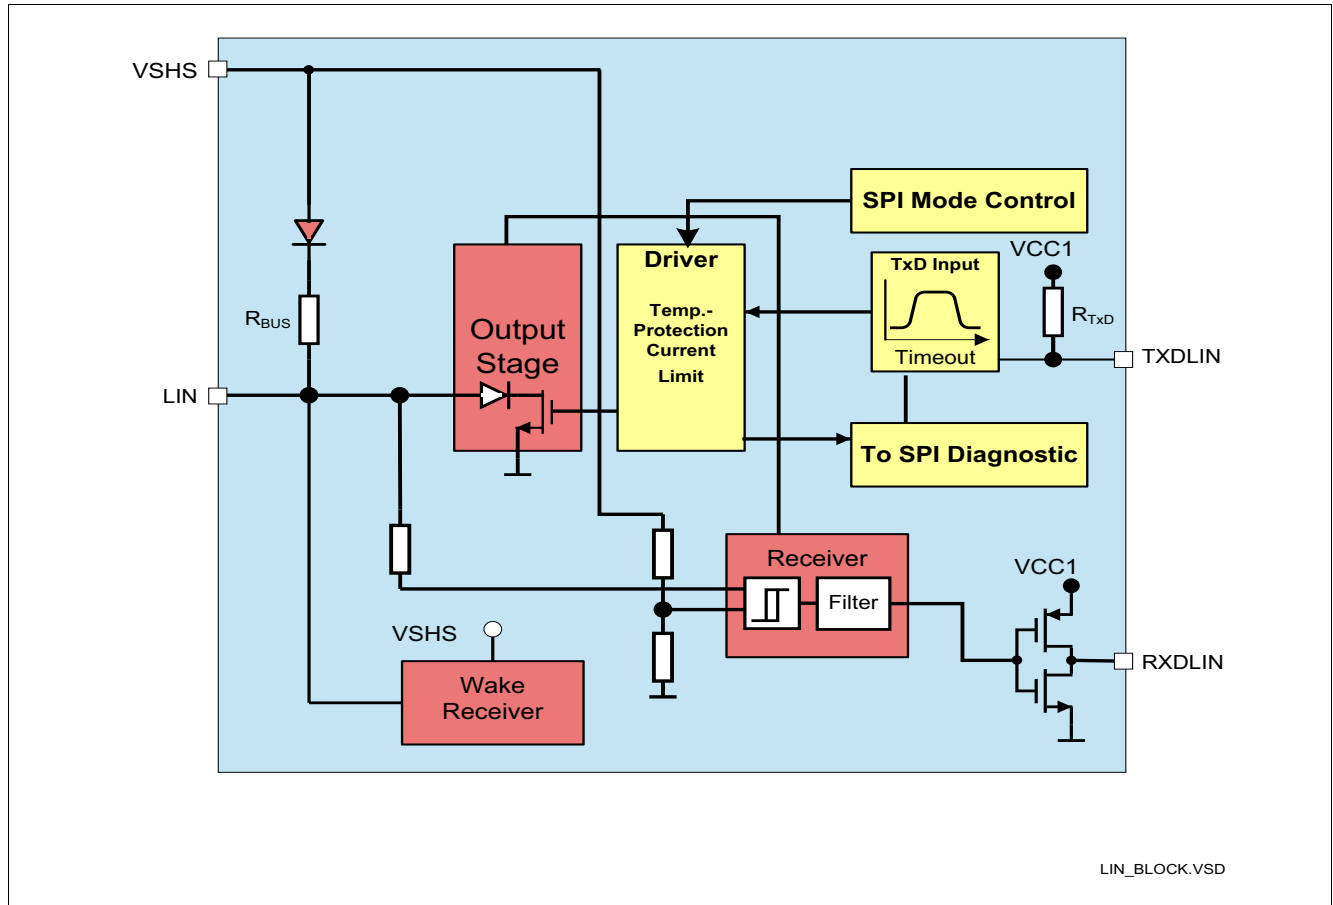 VSHS
SPI Mode Control
VCC1
Driver
TxD Input
RBUS
Output
Stage
Temp.-
Protection
Current
Limit
RTxD
Timeout
TXDLIN
LIN
To SPI Diagnostic
Receiver
VCC1
Filter
VSHS
Wake
Receiver
RXDLIN
LIN_BLOCK.VSD